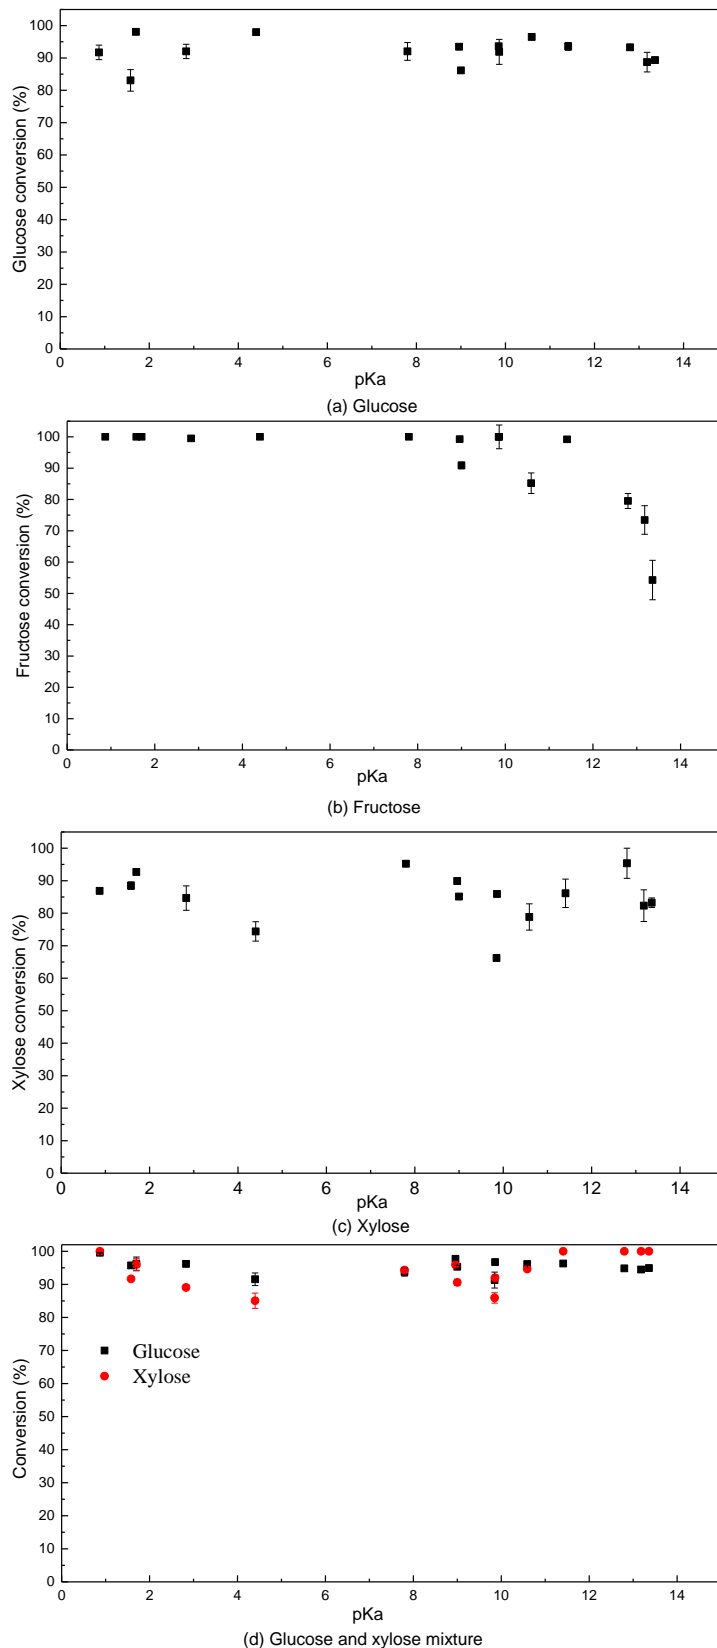 100
90
80
70
60
50
40
30
20
10
0
Glucose conversion (%)
0 2 4 6 8 10 12 14
pKa
(a) Glucose
100
90
80
70
60
50
40
30
20
10
0
Fructose conversion (%)
0 2 4 6 8 10 12 14
pKa
(b) Fructose
100
90
80
70
60
50
40
30
20
10
0
Xylose conversion (%)
0 2 4 6 8 10 12 14
pKa
(c) Xylose
100
90
80
70
60
50
40
30
20
10
0
Conversion (%)
Glucose
Xylose
0 2 4 6 8 10 12 14
pKa
(d) Glucose and xylose mixture